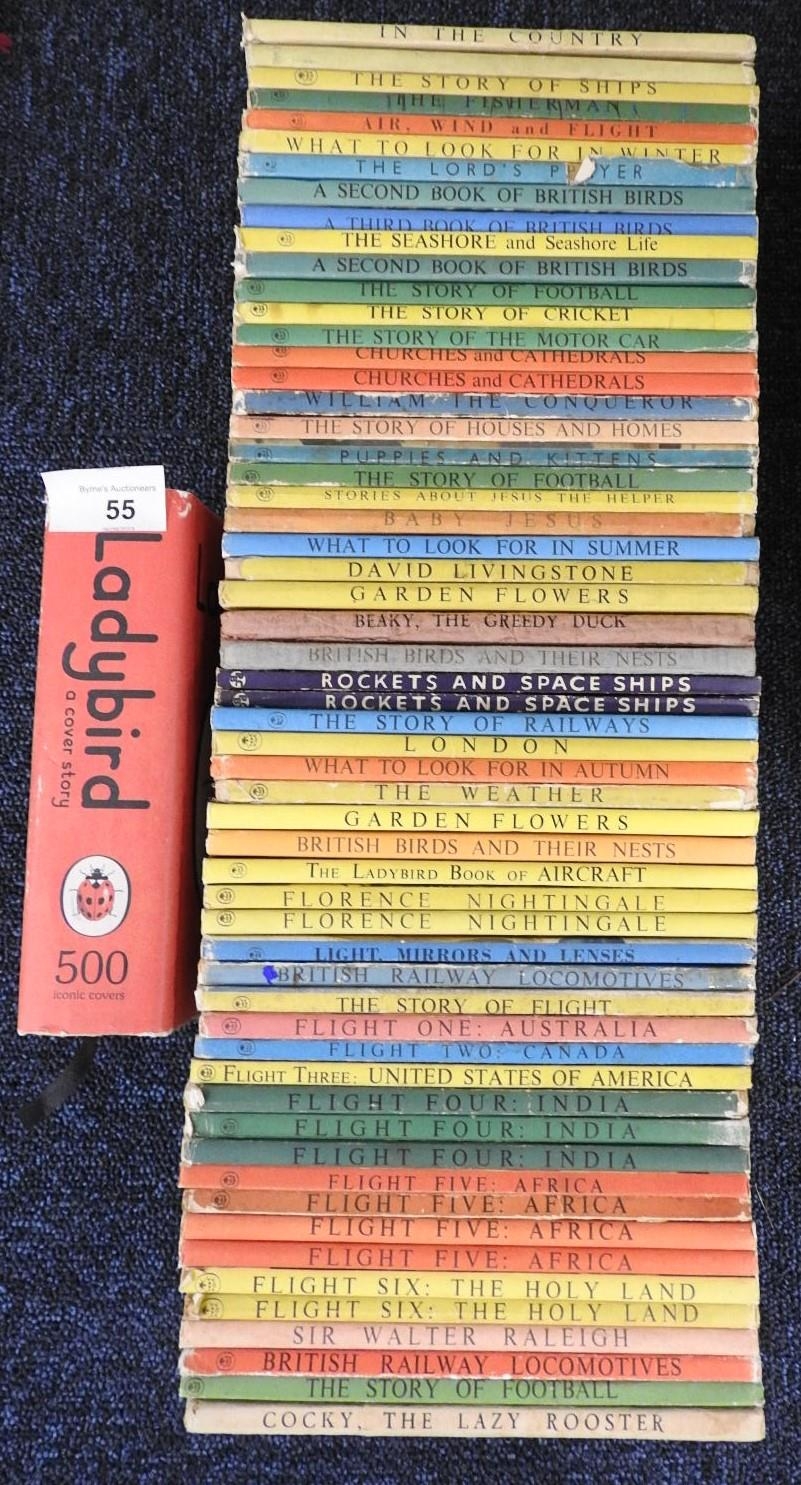 IN THE COUNTRY
THE STORY OF SHIPS
THE FISHERMAN
AIR, WIND and FLIGHT
WHAT TO LOOK FOR IN WINTER
THE LORD'S P YER
A SECOND BOOK OF BRITISH BIRDS
A THIRD BOOK OF BRITISH BIRDS
THE SEASHORE and Seashore Life
A SECOND BOOK OF BRITISH BIRDS
THE STORY OF FOOTBALL
THE STORY OF CRICKET
THE STORY OF THE MOTOR CAR
CHURCHES and CATHEDRALS
CHURCHES and CATHEDRALS
WILLIAM THE CONQUEROR
THE STORY OF HOUSES AND HOMES
PUPPIES AND KITTENS
THE STORY OF FOOTBALL
STORIES ABOUT JESUS THE HELPER
BABY JESUS
WHAT TO LOOK FOR IN SUMMER
DAVID LIVINGSTONE
GARDEN FLOWERS
BEAKY, THE GREEDY DUCK
BRITISH BIRDS AND THEIR NESTS
ROCKETS AND SPACE SHIPS
ROCKETS AND SPACE SHIPS
THE STORY OF RAILWAYS
LONDON
WHAT TO LOOK FOR IN AUTUMN
THE WEATHER
GARDEN FLOWERS
BRITISH BIRDS AND THEIR NESTS
THE LADYBIRD BOOK OF AIRCRAFT
FLORENCE NIGHTINGALE
FLORENCE NIGHTINGALE
LIGHT, MIRRORS AND LENSES
BRITISH RAILWAY LOCOMOTIVES
THE STORY OF FLIGHT
FLIGHT ONE: AUSTRALIA
FLIGHT TWO: CANADA
FLIGHT THREE: UNITED STATES OF AMERICA
FLIGHT FOUR: INDIA
FLIGHT FOUR: INDIA
FLIGHT FOUR: INDIA
FLIGHT FIVE: AFRICA
FLIGHT FIVE: AFRICA
FLIGHT FIVE: AFRICA
FLIGHT FIVE: AFRICA
FLIGHT SIX: THE HOLY LAND
FLIGHT SIX: THE HOLY LAND
SIR WALTER RALEIGH
BRITISH RAILWAY LOCOMOTIVES
THE STORY OF FOOTBALL
COCKY, THE LAZY ROOSTER
Byrne's Auctioneers
55
Ladybird
a cover story
500
iconic covers